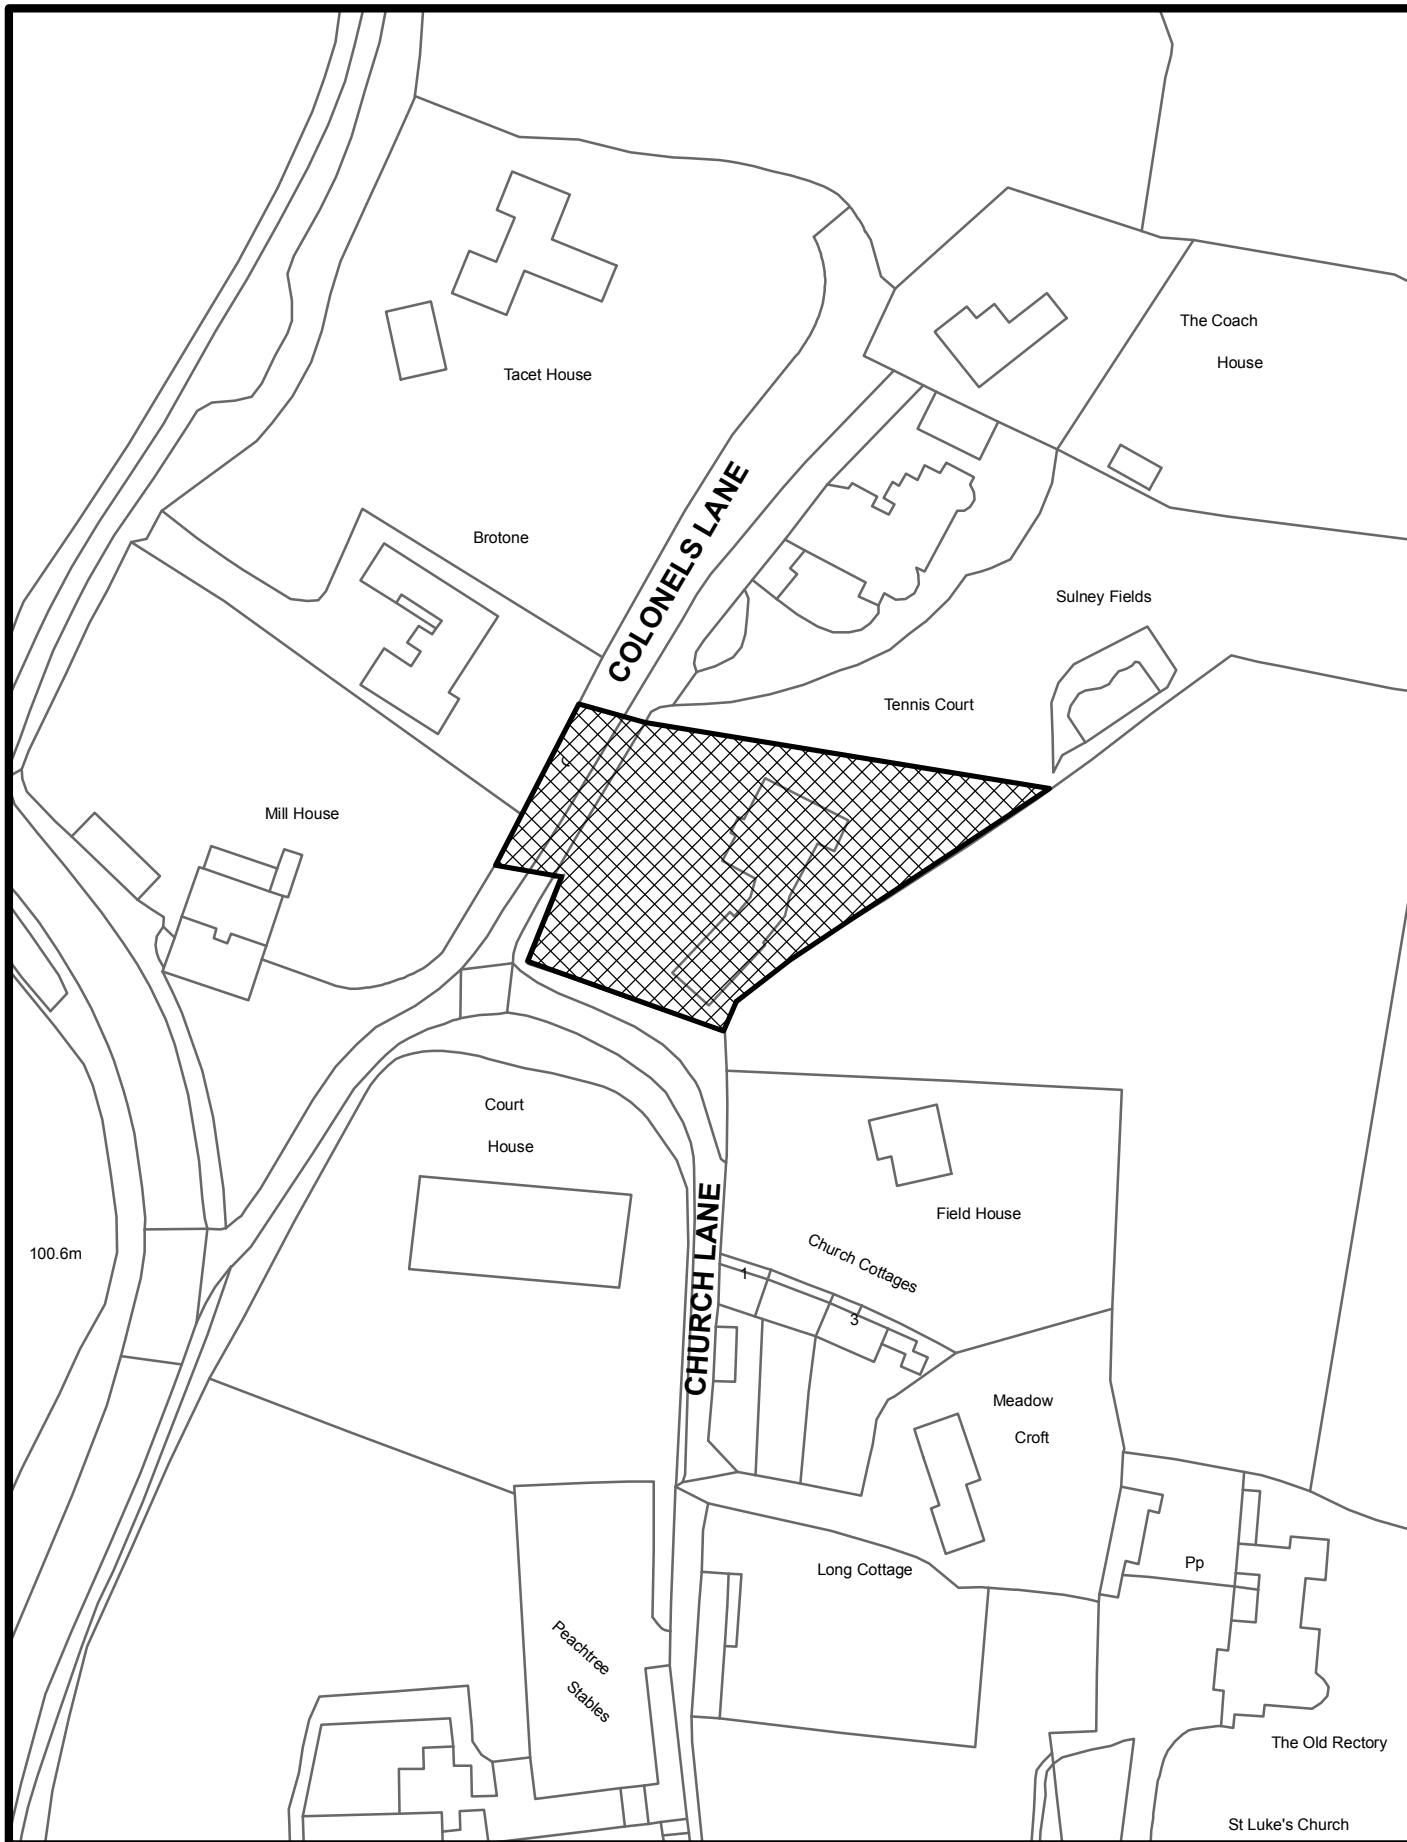 The Coach
House
Tacet House
COLONELS LANE
Brotone
Sulney Fields
Tennis Court
Mill House
Court
House
Field House
100.6m
Church Cottages
1
3
CHURCH LANE
Meadow
Croft
Pp
Long Cottage
Peachtree
Stables
The Old Rectory
St Luke's Church